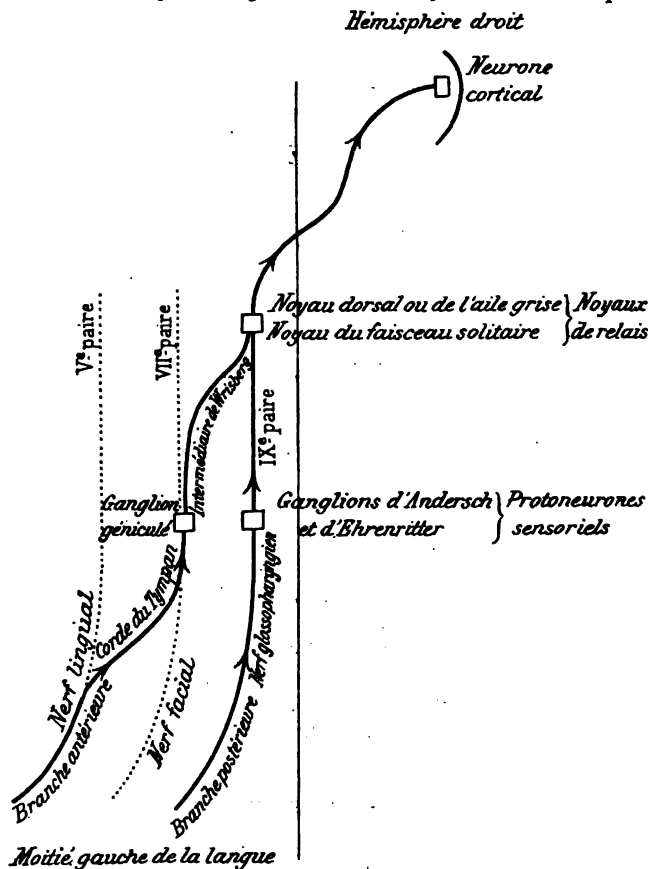 Hémisphère droit
Neurone
cortical
Noyau dorsal ou de l'aile grise
Noyau du faisceau solitaire
Noyaux
de relais
Vᵉ paire
VIIᵉ paire
Intermédiaire de Wrisberg
IXᵉ paire
Ganglion
géniculé
Ganglions d'Andersch
et d'Ehrenritter
Protoneurones
sensoriels
Corde du Tympan
Nerf lingual
Branche antérieure
Nerf facial
Nerf glossopharyngien
Branche postérieure
Moitié gauche de la langue